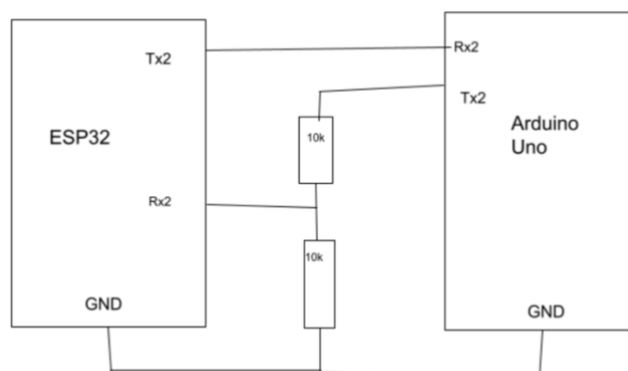 Tx2
Rx2
Tx2
ESP32
10k
Arduino
Uno
Rx2
10k
GND
GND